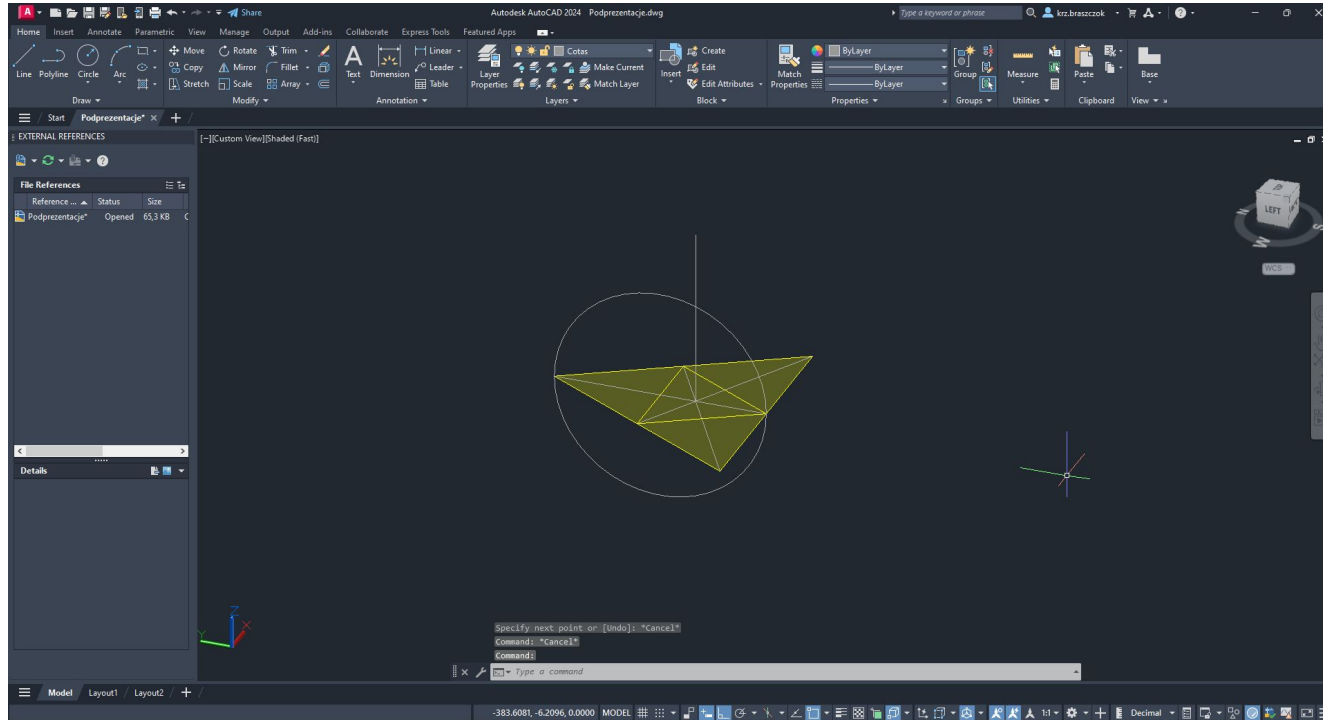 A Share Autodesk AutoCAD 2024 Podprezentacje.dwg Type a keyword or phrase krz.braszczok
Home Insert Annotate Parametric View Manage Output Add-ins Collaborate Express Tools Featured Apps
Move Rotate Trim Linear Cotas Create ByLayer
Line Polyline Circle Arc Copy Mirror Fillet Text Dimension Leader Layer Properties Make Current Insert Edit Match Properties ByLayer Group Measure Paste Base
Stretch Scale Array Table Match Layer Edit Attributes ByLayer
Draw Modify Annotation Layers Block Properties Groups Utilities Clipboard View
Start Podprezentacje* × +
EXTERNAL REFERENCES
[−][Custom View][Shaded (Fast)]
File References
Reference ... Status Size
Podprezentacje* Opened 65,3 KB
LEFT
N
S
W
WCS
Details
Z
X
Y
Specify next point or [Undo]: *Cancel*
Command: *Cancel*
Command:
Type a command
Model Layout1 Layout2 +
-383.6081, -6.2096, 0.0000 MODEL 1:1 Decimal